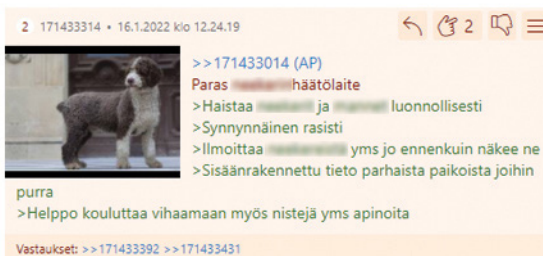 2 171433314 • 16.1.2022 klo 12.24.19
2
>>171433014 (AP)
Paras häätölaite
>Haistaa ja luonnollisesti
>Synnynnäinen rasisti
>Ilmoittaa yms jo ennenkuin näkee ne
>Sisäänrakennettu tieto parhaista paikoista joihin
purra
>Helppo kouluttaa vihaamaan myös nistejä yms apinoita
Vastaukset: >>171433392 >>171433431